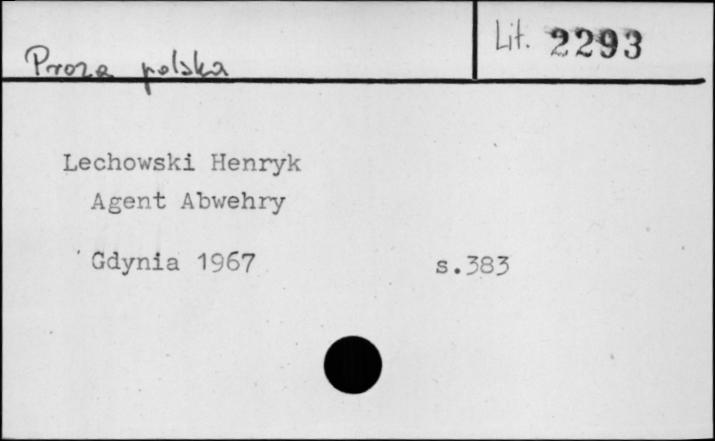 Proza polska
Lit. 2293
Lechowski Henryk
Agent Abwehry
Gdynia 1967 s.383